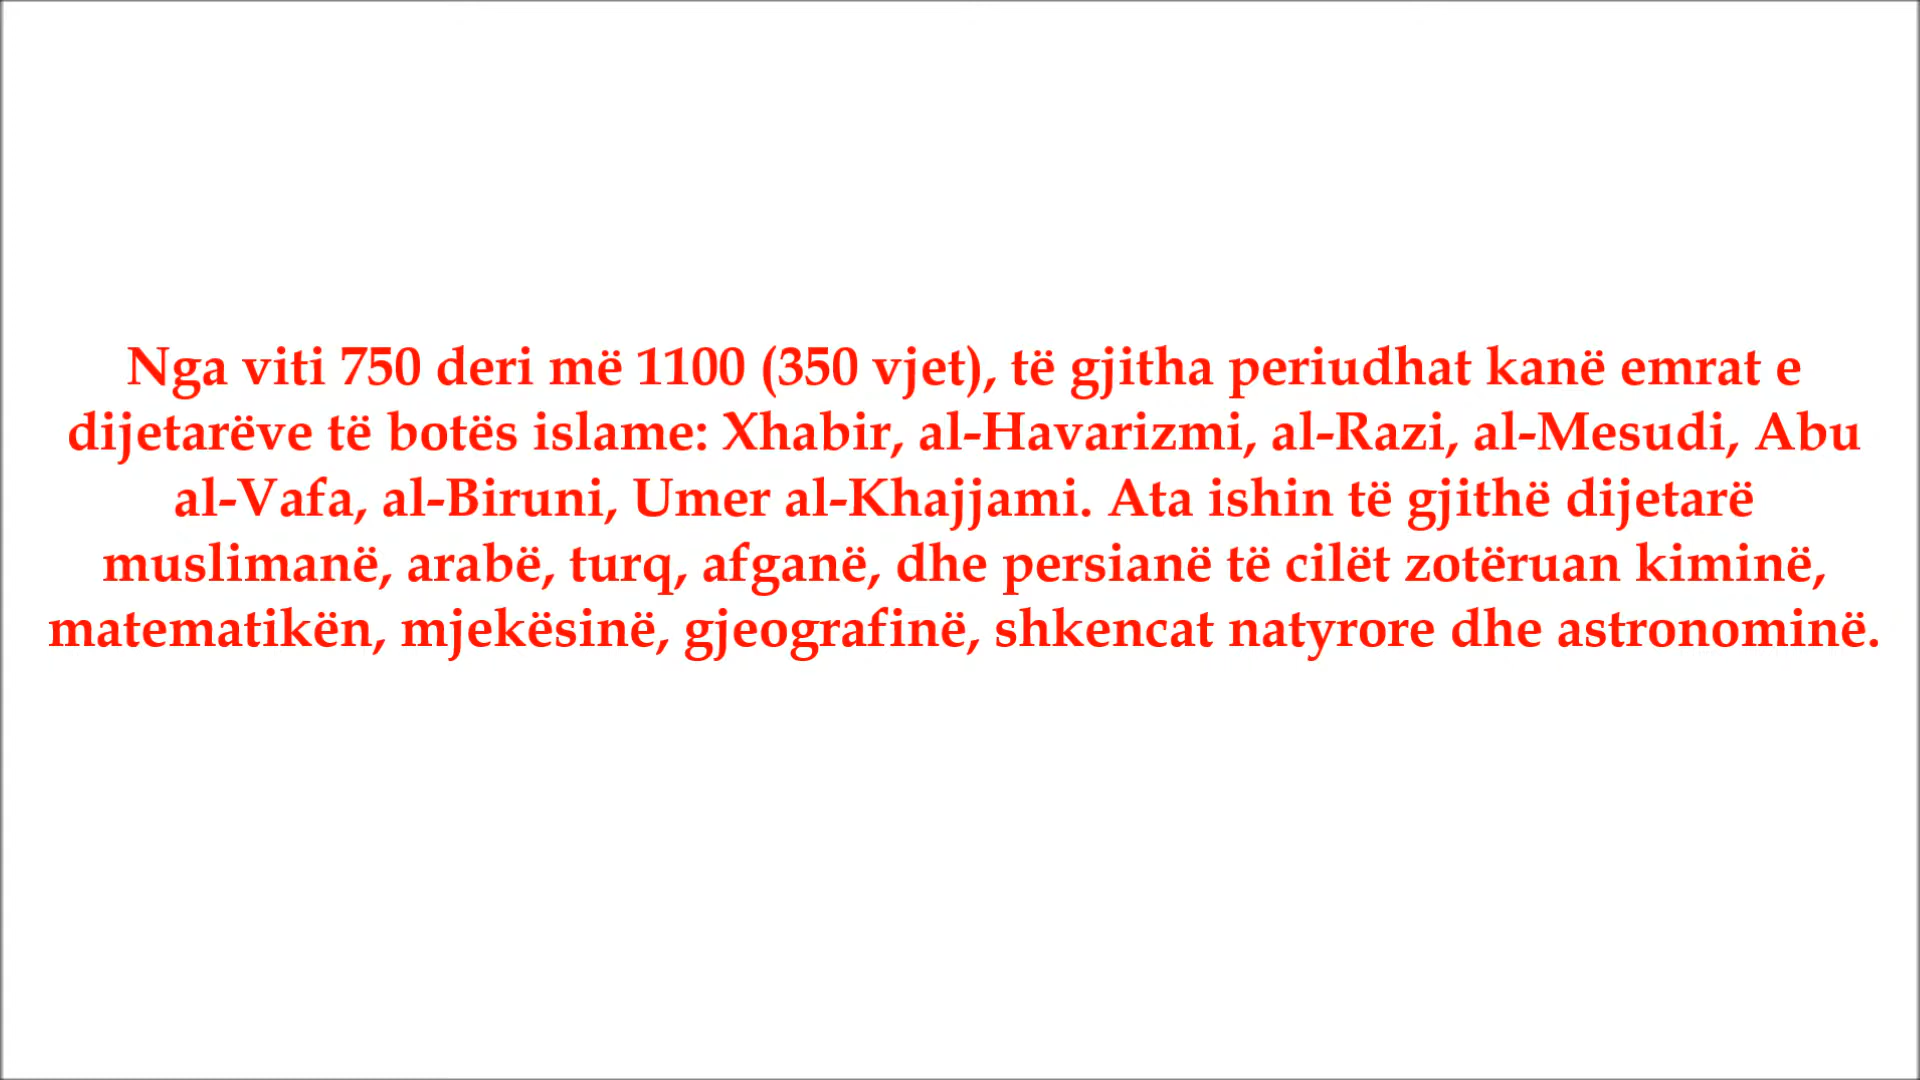 Nga viti 750 deri më 1100 (350 vjet), të gjitha periudhat kanë emrat e
dijetarëve të botës islame: Xhabir, al-Havarizmi, al-Razi, al-Mesudi, Abu
al-Vafa, al-Biruni, Umer al-Khajjami. Ata ishin të gjithë dijetarë
muslimanë, arabë, turq, afganë, dhe persianë të cilët zotëruan kiminë,
matematikën, mjekësinë, gjeografinë, shkencat natyrore dhe astronominë.